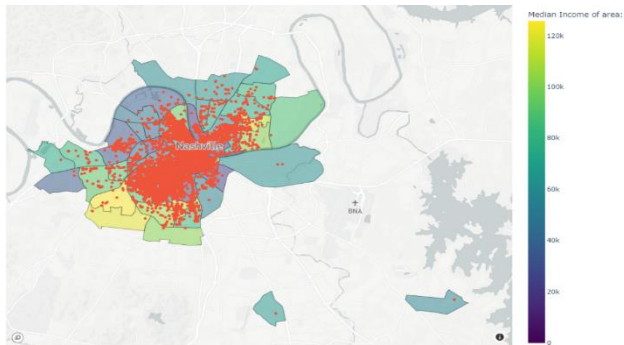 Median Income of area:
120k
100k
80k
60k
40k
20k
0
Nashville
BNA